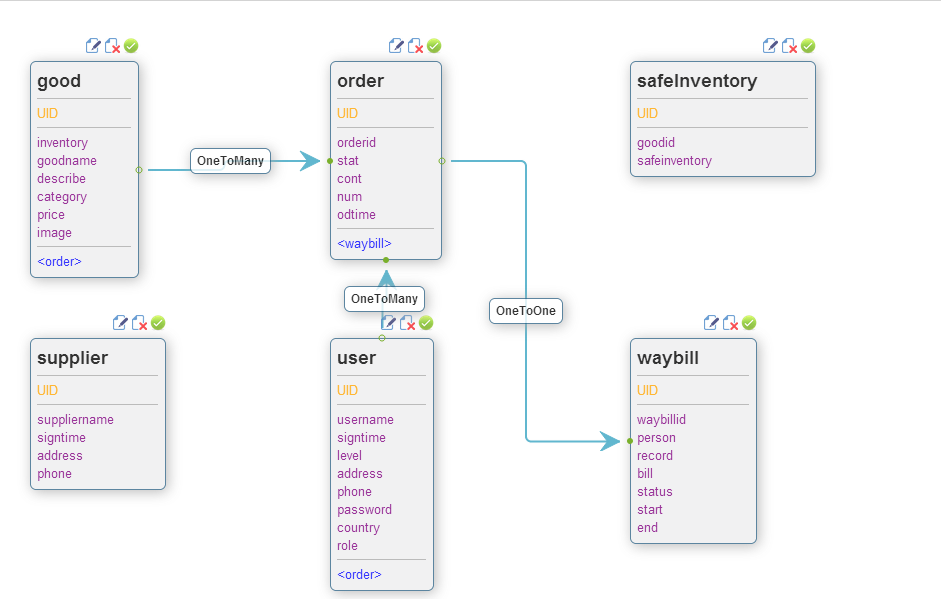 good
UID
inventory
goodname
describe
category
price
image
<order>
OneToMany
order
UID
orderid
stat
cont
num
odtime
<waybill>
safeInventory
UID
goodid
safeinventory
OneToMany
OneToOne
supplier
UID
suppliername
signtime
address
phone
user
UID
username
signtime
level
address
phone
password
country
role
<order>
waybill
UID
waybillid
person
record
bill
status
start
end